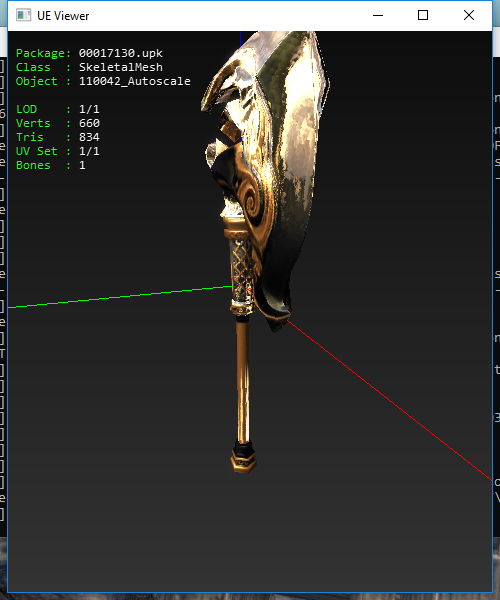 UE Viewer
Package: 00017130.upk
Class : SkeletalMesh
Object : 110042_Autoscale
LOD : 1/1
Verts : 660
Tris : 834
UV Set : 1/1
Bones : 1